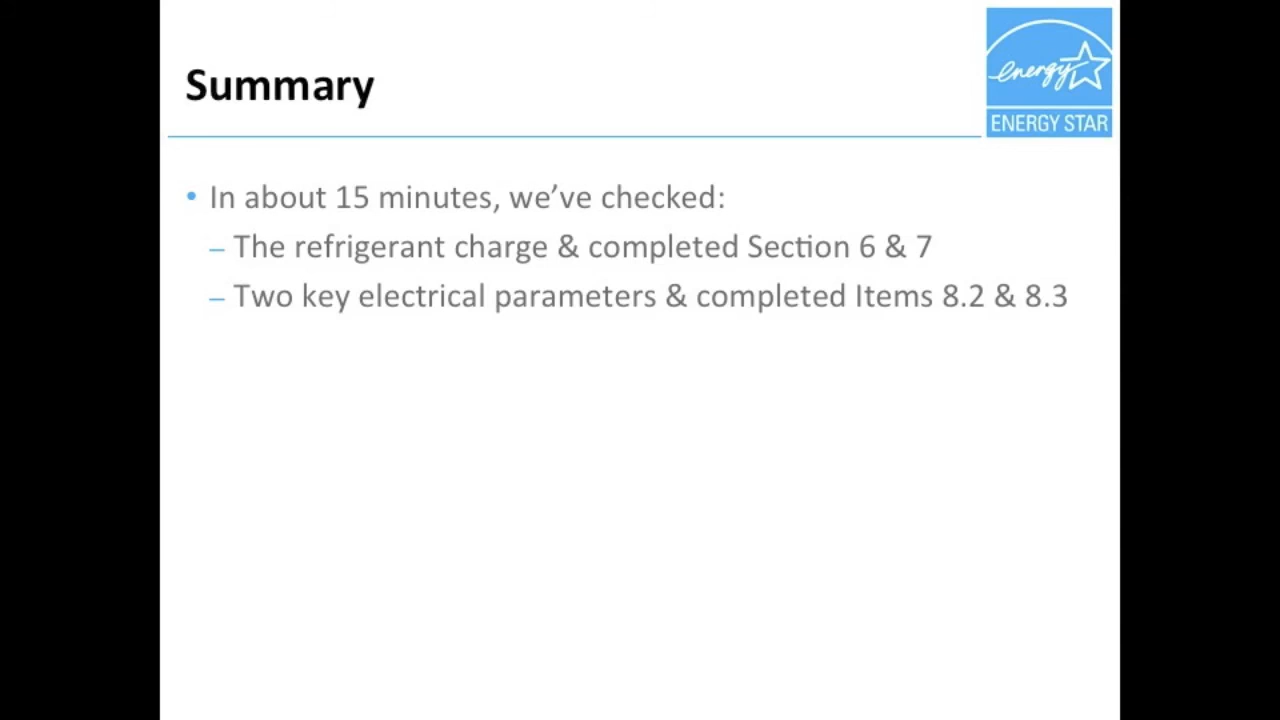 Summary
energy
ENERGY STAR
• In about 15 minutes, we’ve checked:
– The refrigerant charge & completed Section 6 & 7
– Two key electrical parameters & completed Items 8.2 & 8.3